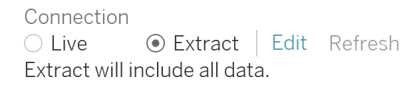 Connection
Live Extract Edit Refresh
Extract will include all data.